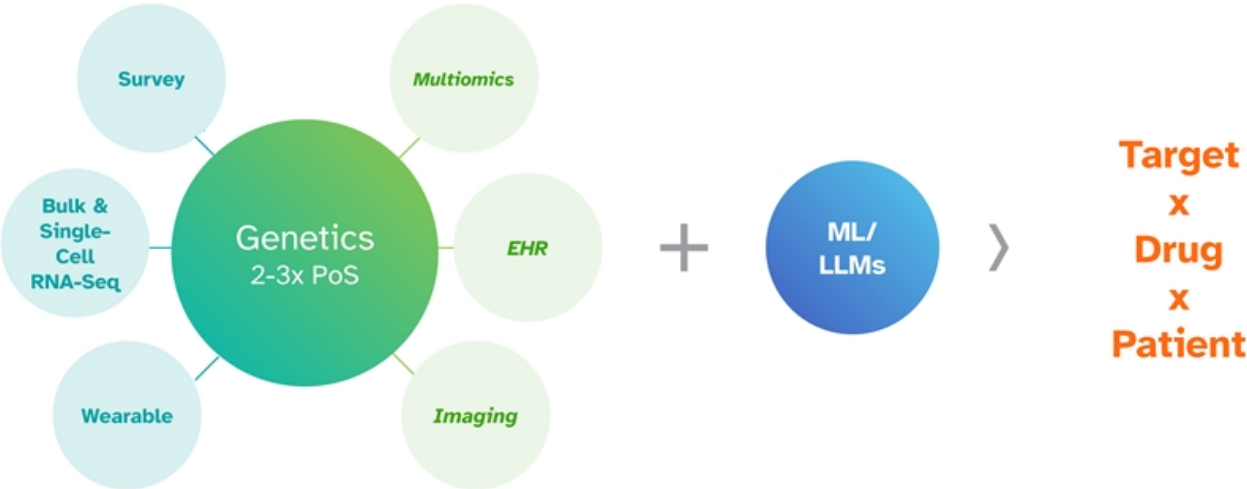 Survey
Multiomics
Bulk &
Single-
Cell
RNA-Seq
Genetics
2-3x PoS
EHR
Wearable
Imaging
+
ML/
LLMs
Target
x
Drug
x
Patient